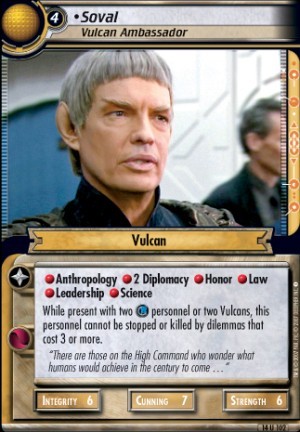 4
•Soval
Vulcan Ambassador
Vulcan
Anthropology 2 Diplomacy Honor Law
Leadership Science
While present with two personnel or two Vulcans, this
personnel cannot be stopped or killed by dilemmas that
cost 3 or more.
"There are those on the High Command who wonder what
humans would achieve in the century to come …"
INTEGRITY 6 CUNNING 7 STRENGTH 6
14 U 102